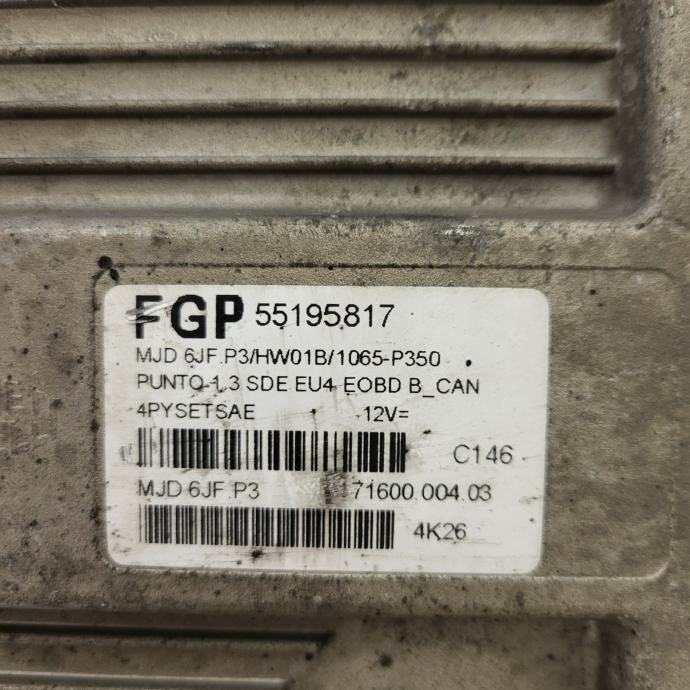 FGP 55195817
MJD 6JF.P3/HW01B/1065-P350
PUNTO 1.3 SDE EU4 EOBD B_CAN
4PYSETSAE 12V=
C146
MJD 6JF.P3 71600.004.03
4K26